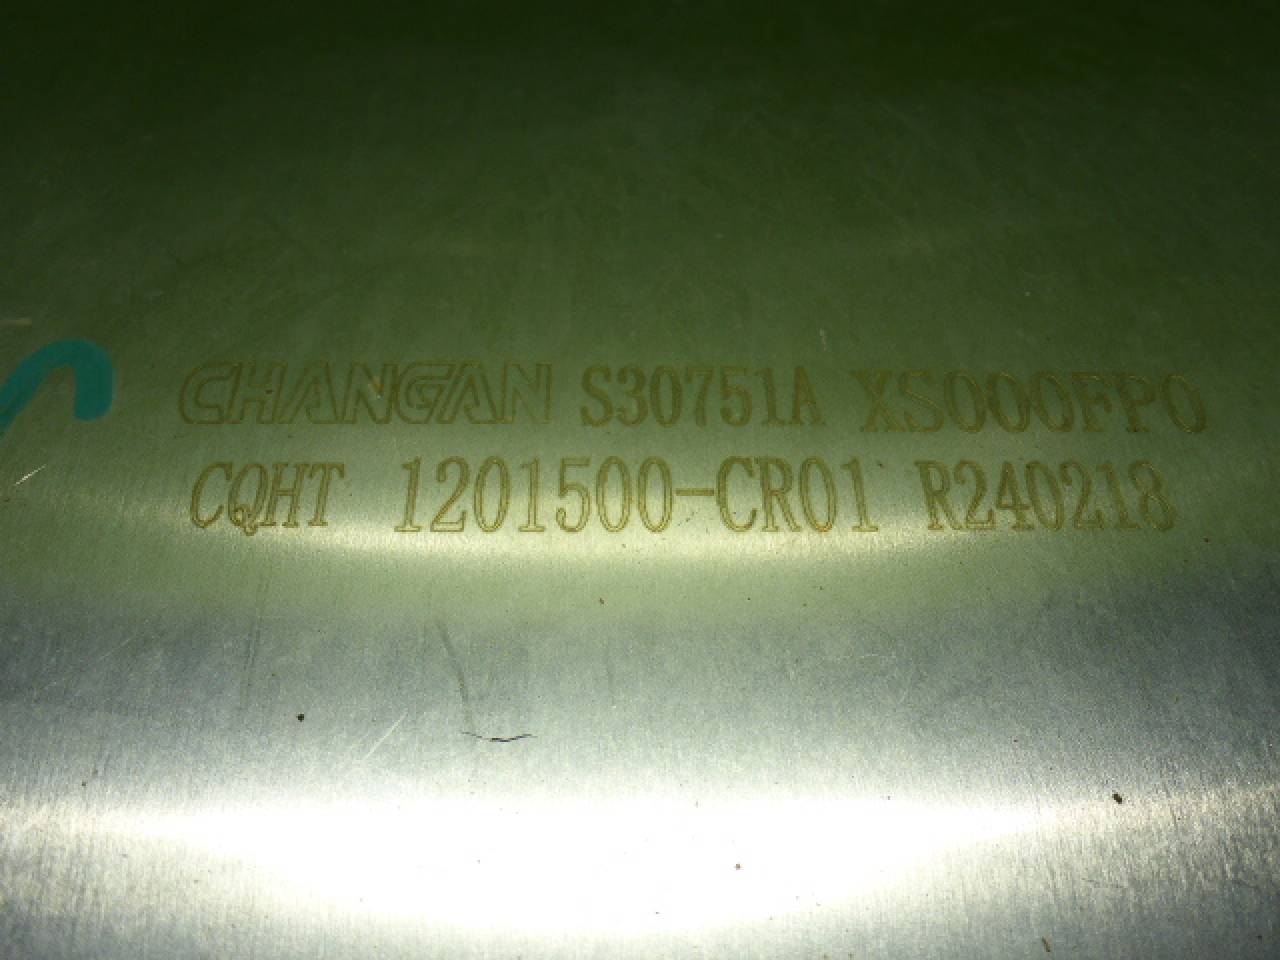 CHANGAN S30751A XS000FP0
CQHT 1201500-CR01 R240218